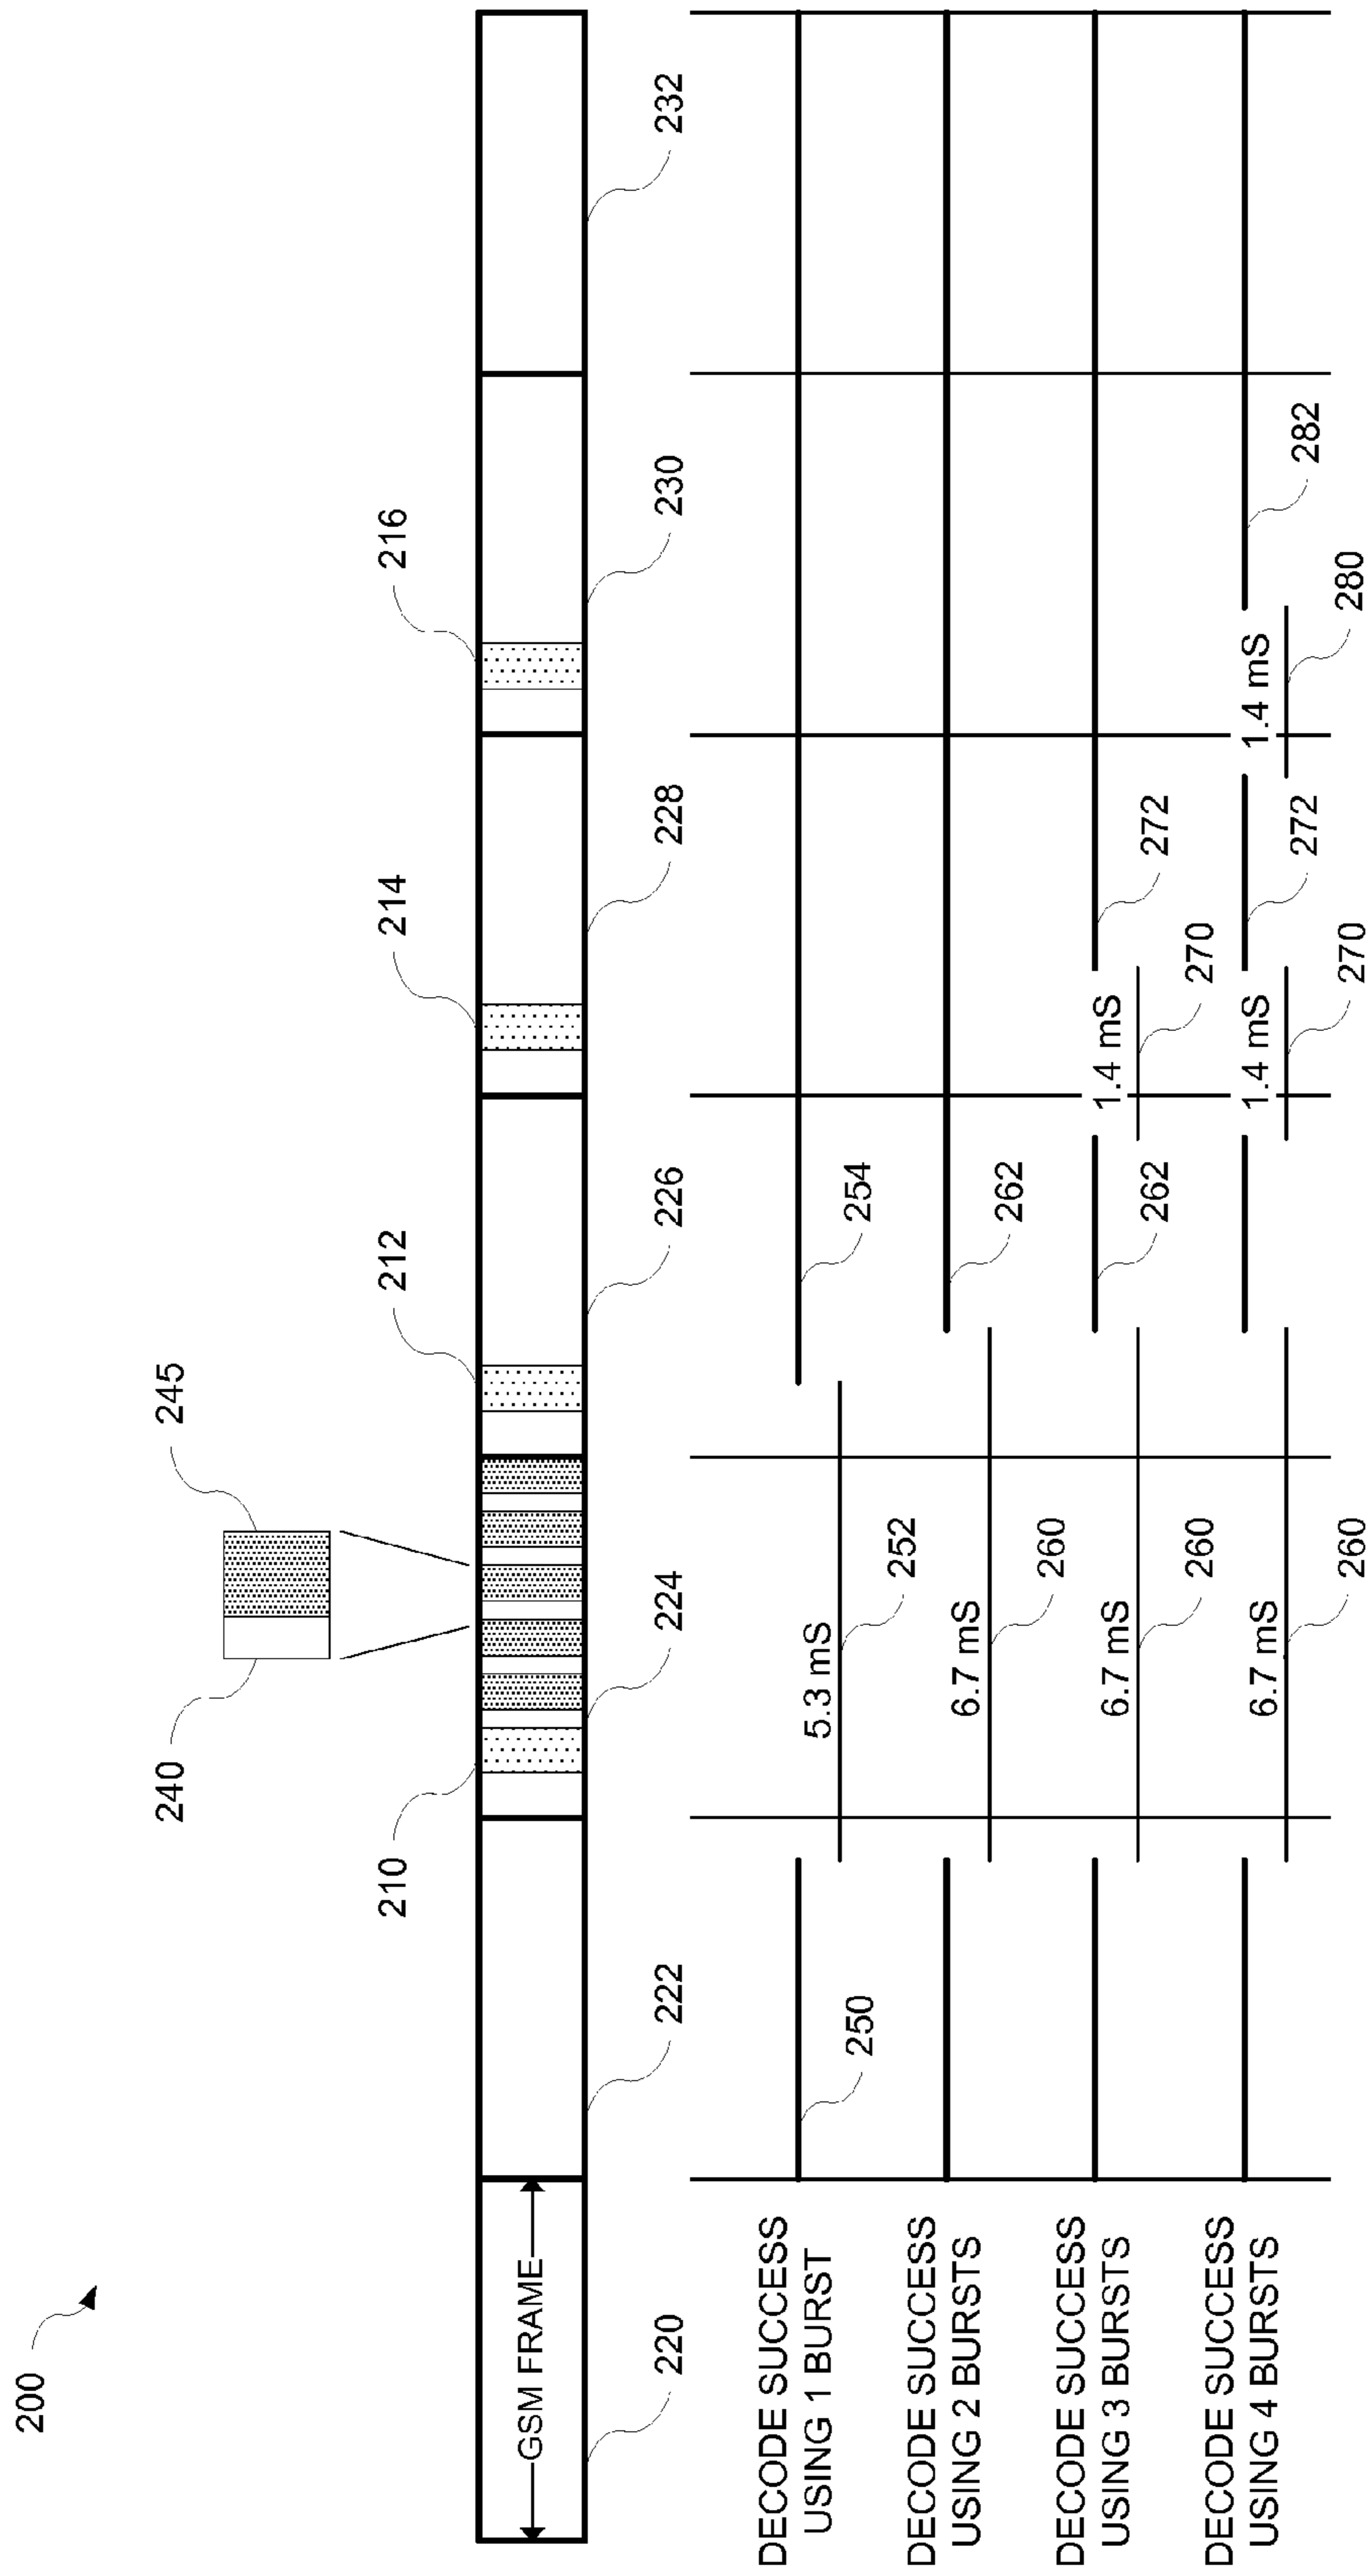 200
240
245
210
212
214
216
GSM FRAME
220
222
224
226
228
230
232
DECODE SUCCESS
USING 1 BURST
250
5.3 mS
252
254
DECODE SUCCESS
USING 2 BURSTS
6.7 mS
260
262
DECODE SUCCESS
USING 3 BURSTS
6.7 mS
260
262
1.4 mS
270
272
DECODE SUCCESS
USING 4 BURSTS
6.7 mS
260
1.4 mS
270
272
1.4 mS
280
282